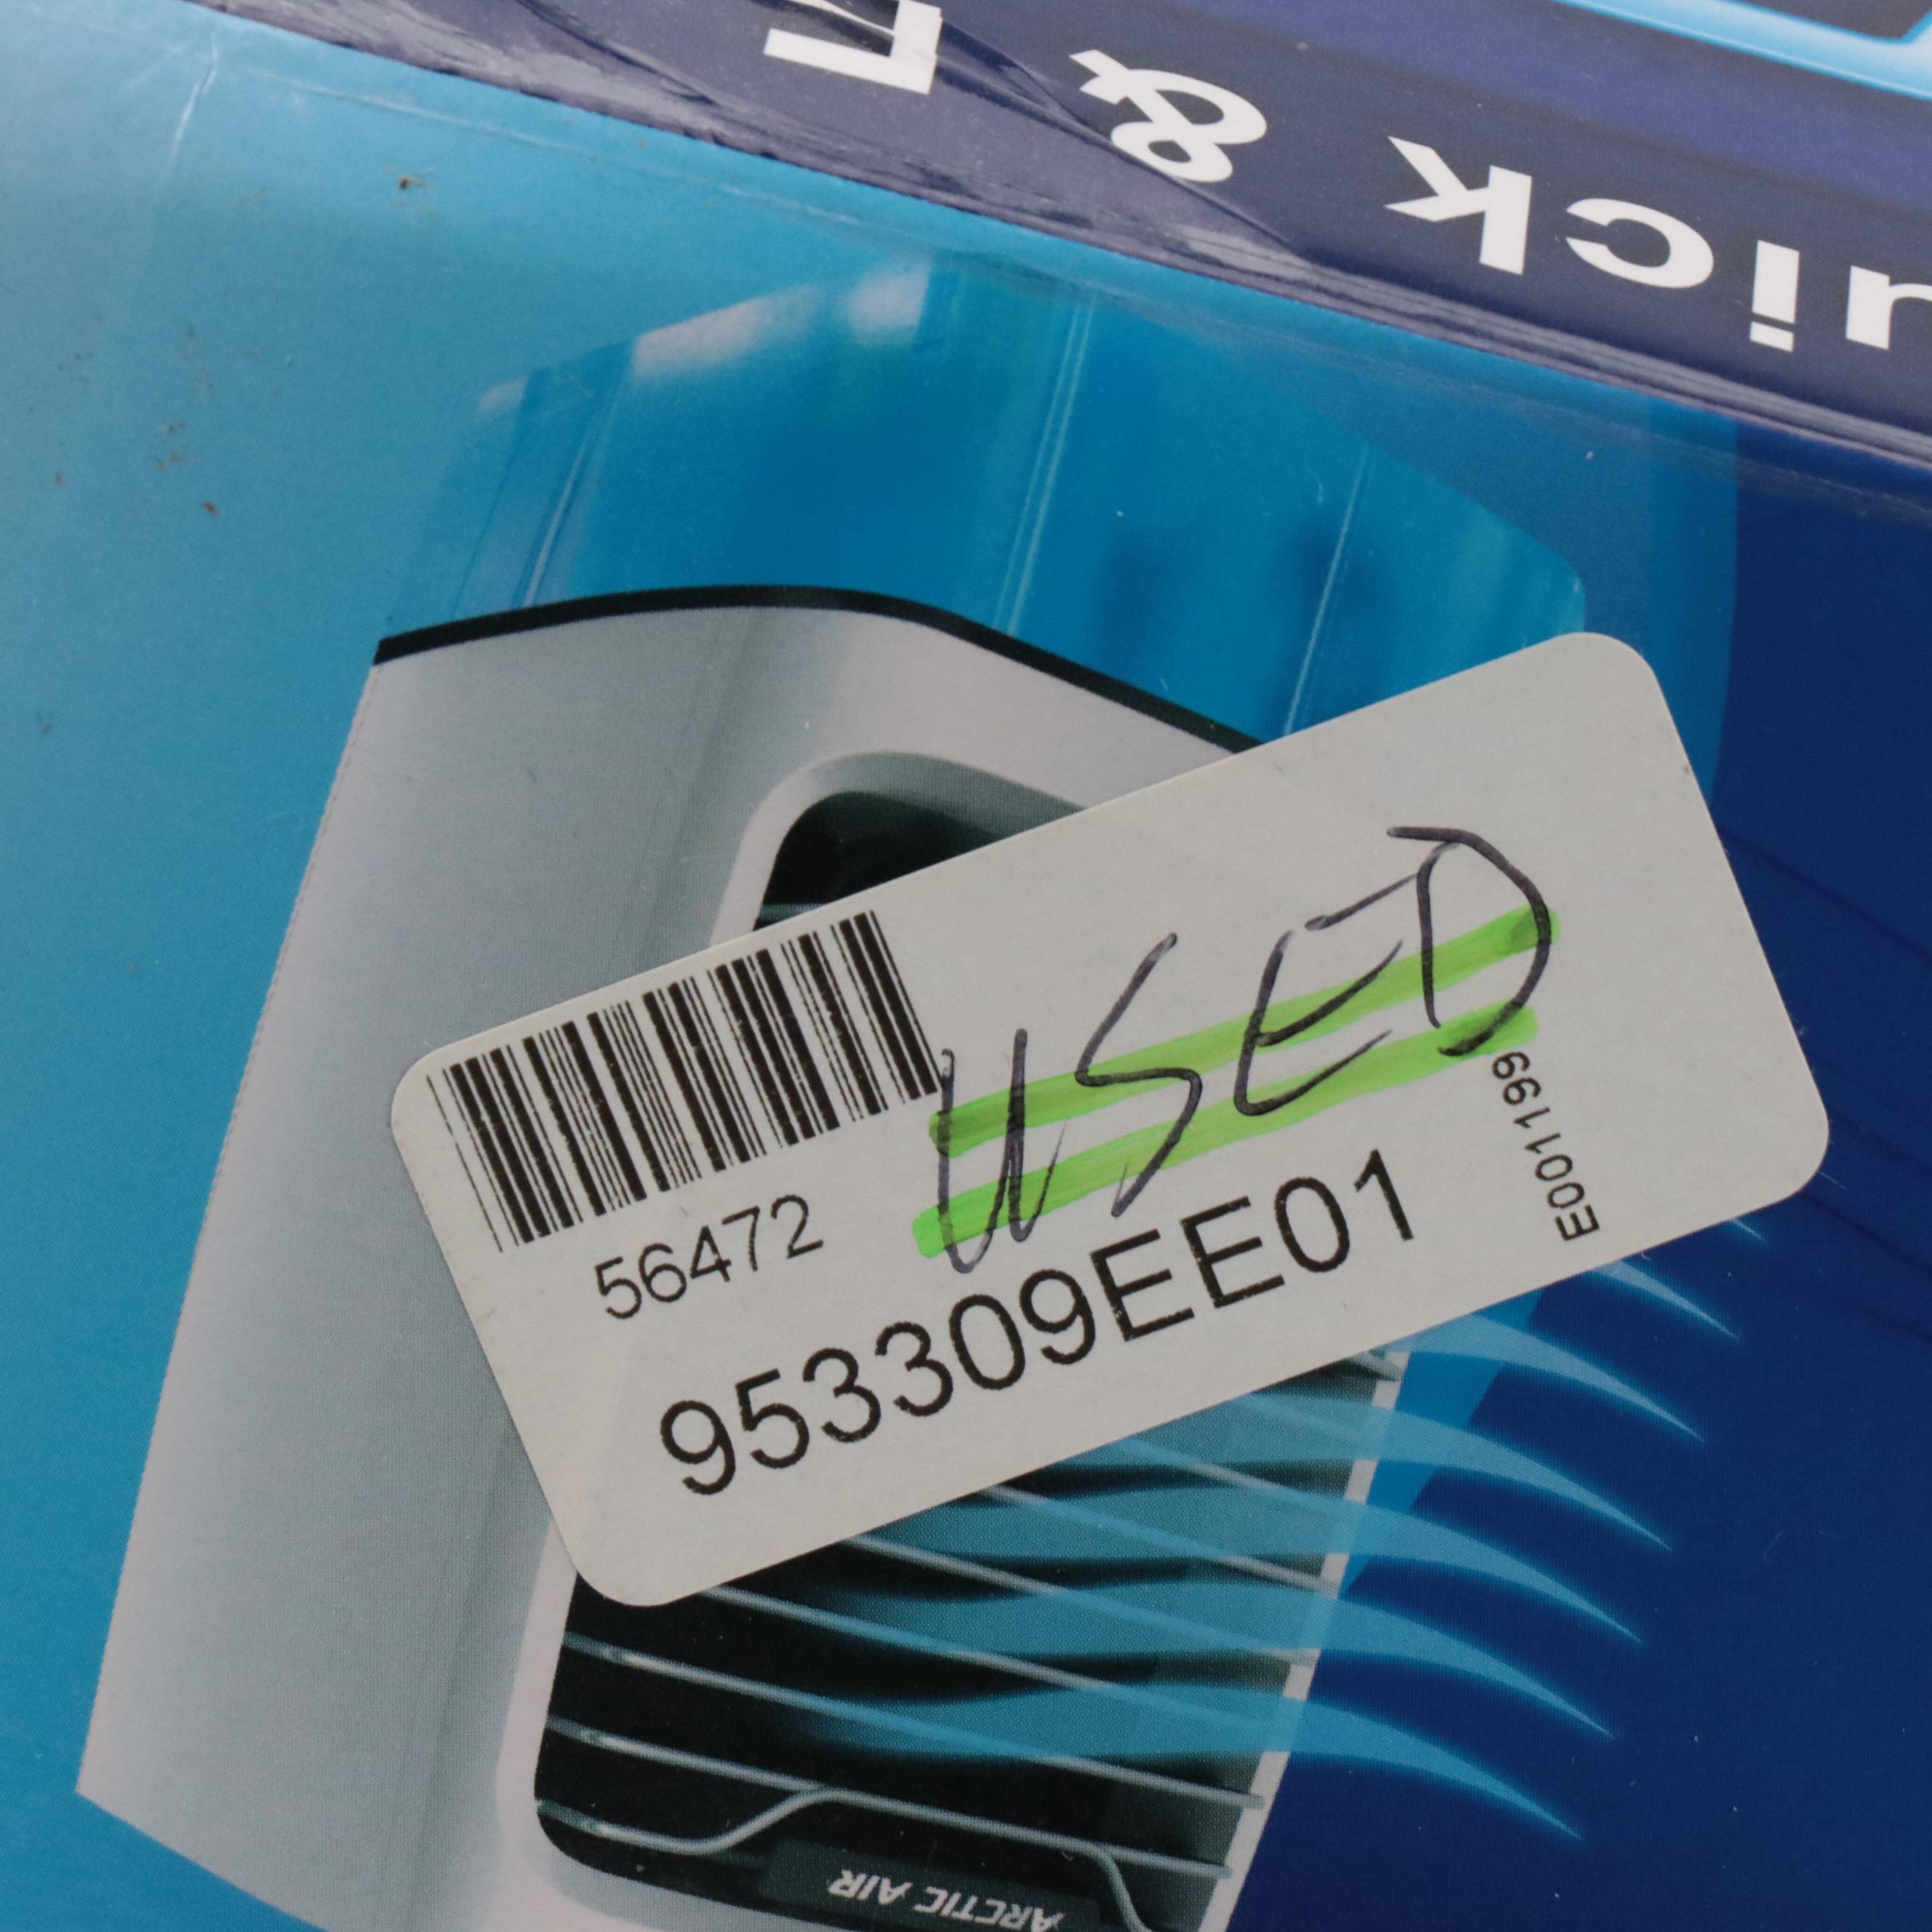 uick &
USED
56472
953309EE01
E001199
ARCTIC AIR